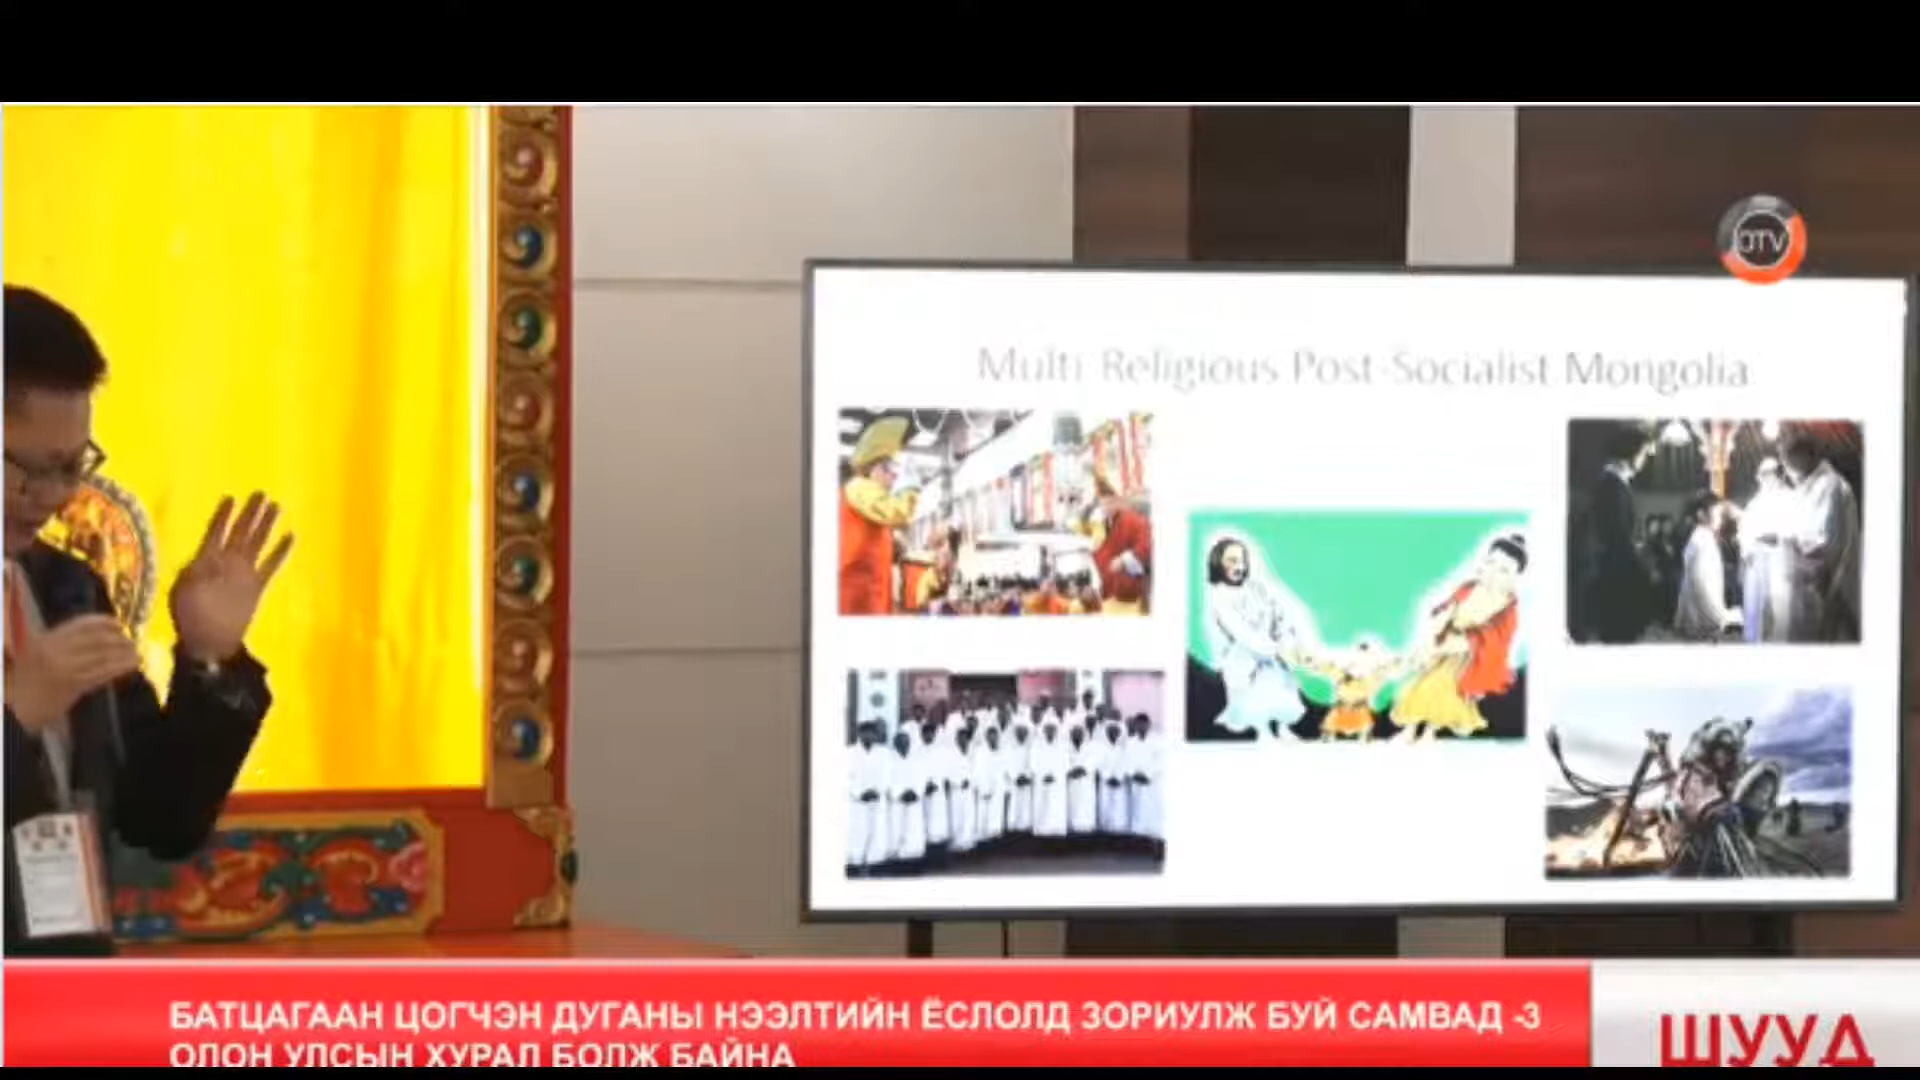 OTV
Multi-Religious Post-Socialist Mongolia
БАТЦАГААН ЦОГЧЭН ДУГАНЫ НЭЭЛТИЙН ЁСЛОЛД ЗОРИУЛЖ БУЙ САМВАД -3
ОЛОН УЛСЫН ХУРАЛ БОЛЖ БАЙНА
ШУУД